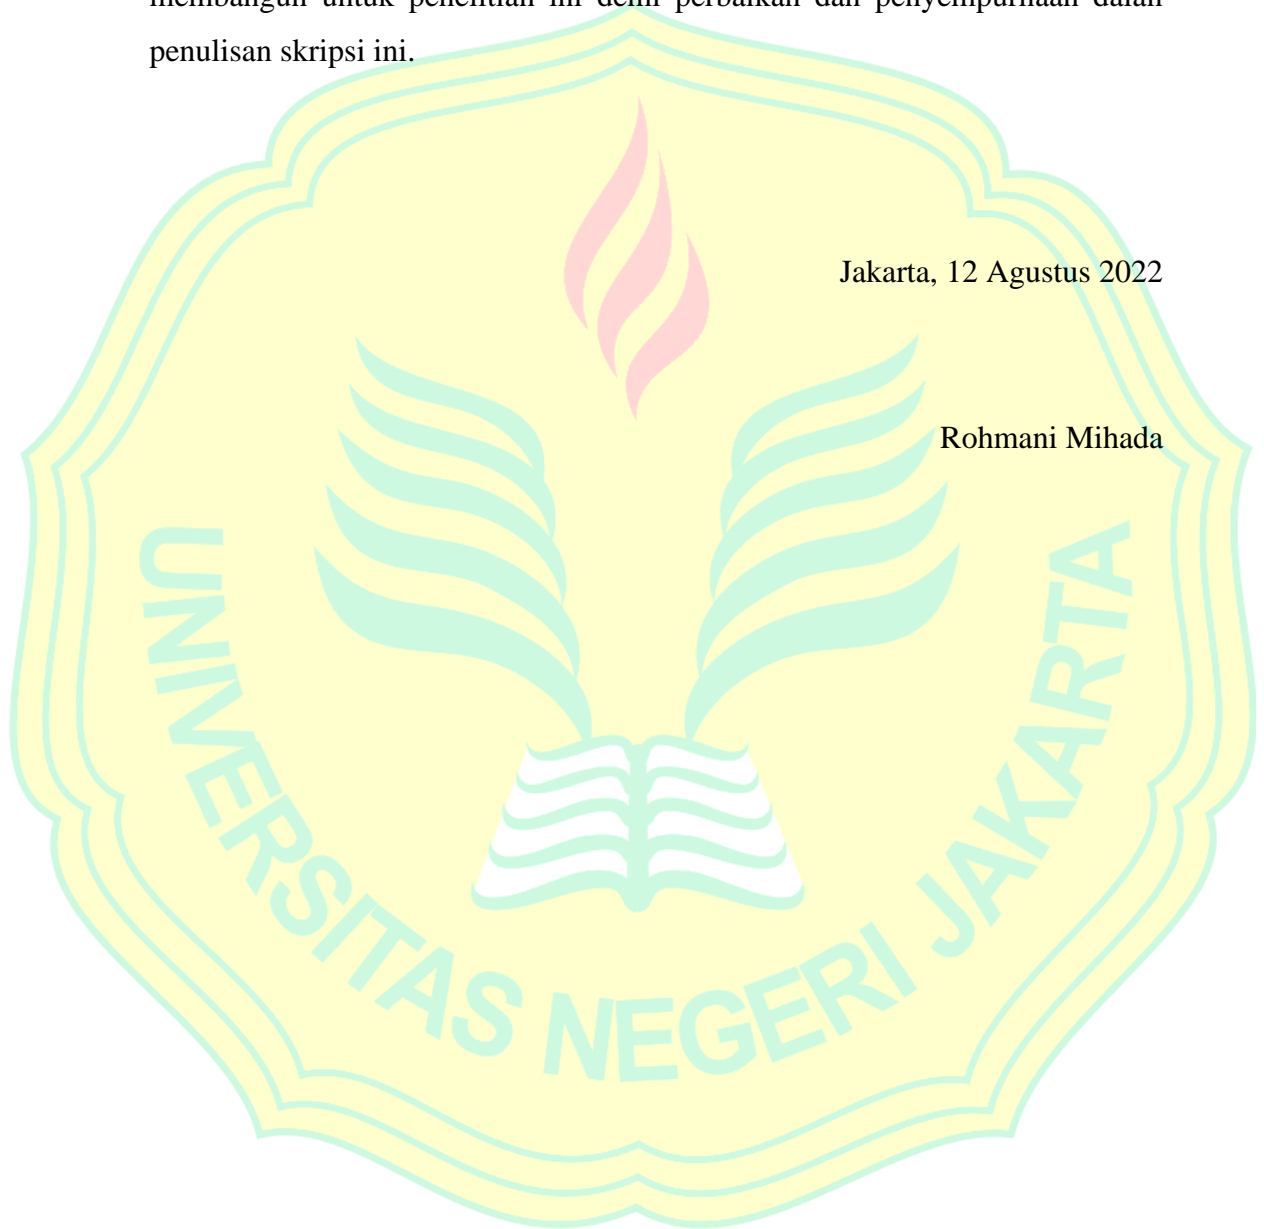 membangun untuk penelitian ini demi perbaikan dan penyempurnaan dalan
penulisan skripsi ini.
Jakarta, 12 Agustus 2022
Rohmani Mihada
UNIVERSITAS NEGERI JAKARTA